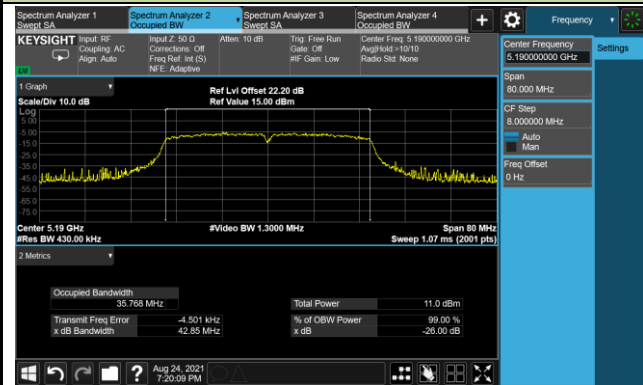 Spectrum Analyzer 1
Swept SA
Spectrum Analyzer 2
Occupied BW
Spectrum Analyzer 3
Swept SA
Spectrum Analyzer 4
Occupied BW
+
Frequency
KEYSIGHT
Input: RF
Coupling: AC
Align: Auto
Input Z: 50 Ω
Corrections: Off
Freq Ref: Int (S)
NFE: Adaptive
Atten: 10 dB
Trig: Free Run
Gate: Off
#IF Gain: Low
Center Freq: 5.190000000 GHz
Avg|Hold:>10/10
Radio Std: None
Center Frequency
5.190000000 GHz
Settings
Span
80.000 MHz
CF Step
8.000000 MHz
Auto
Man
Freq Offset
0 Hz
1 Graph
Scale/Div 10.0 dB
Ref Lvl Offset 22.20 dB
Ref Value 15.00 dBm
Log
5.00
-5.00
-15.0
-25.0
-35.0
-45.0
-55.0
-65.0
-75.0
Center 5.19 GHz
#Res BW 430.00 kHz
#Video BW 1.3000 MHz
Span 80 MHz
Sweep 1.07 ms (2001 pts)
2 Metrics
Occupied Bandwidth
35.768 MHz
Total Power 11.0 dBm
Transmit Freq Error -4.501 kHz
% of OBW Power 99.00 %
x dB Bandwidth 42.85 MHz
x dB -26.00 dB
?
Aug 24, 2021
7:20:09 PM